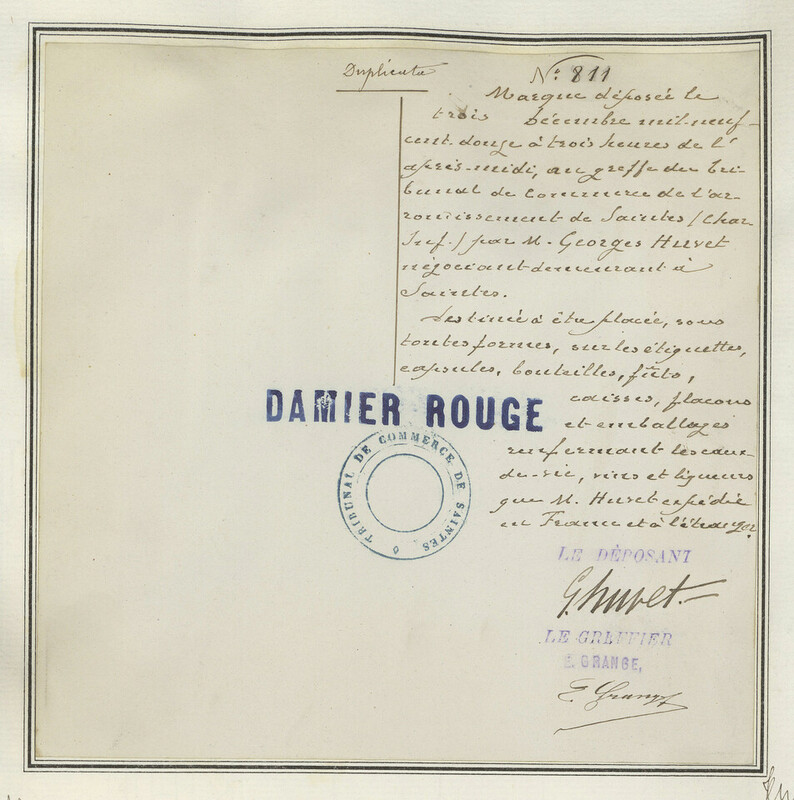 Duplicata
N° 811
Marque déposée le
trois Décembre mil-neuf-
cent-douze à trois heures de l'
après-midi, au greffe du Tri-
bunal de Commerce de l'ar-
rondissement de Saintes (Char.
Inf.) par M. Georges Huvet
négociant demeurant à
Saintes.
Destinée à être placée, sous
toutes formes, sur les étiquettes,
capsules, bouteilles, fûts,
caisses, flacons
et emballages
renfermant les eaux-
de-vie, vins et liqueurs
que M. Huvet expédie
en France et à l'étranger.
DAMIER ROUGE
TRIBUNAL DE COMMERCE DE SAINTES
LE DÉPOSANT
G. Huvet.
LE GREFFIER
E. GRANGE,
E. Grange